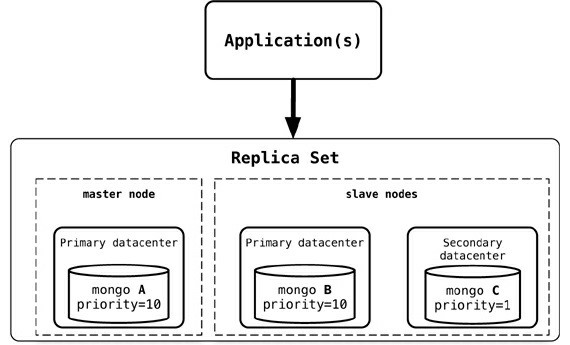 Application(s)
Replica Set
master node
slave nodes
Primary datacenter
mongo A
priority=10
Primary datacenter
mongo B
priority=10
Secondary
datacenter
mongo C
priority=1